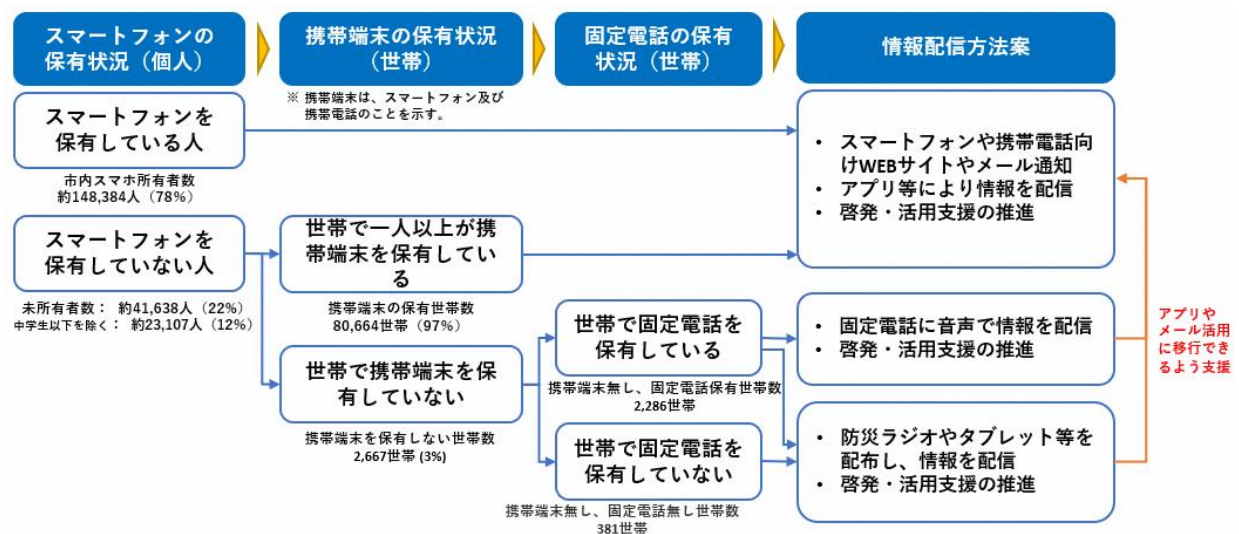 スマートフォンの
保有状況（個人）
携帯端末の保有状況
（世帯）
固定電話の保有
状況（世帯）
情報配信方法案
※ 携帯端末は、スマートフォン及び
携帯電話のことを示す。
スマートフォンを
保有している人
市内スマホ所有者数
約148,384人（78%）
スマートフォンを
保有していない人
未所有者数： 約41,638人（22%）
中学生以下を除く： 約23,107人（12%）
世帯で一人以上が携
帯端末を保有してい
る
携帯端末の保有世帯数
80,664世帯（97%）
世帯で携帯端末を保
有していない
携帯端末を保有しない世帯数
2,667世帯 (3%)
世帯で固定電話を
保有している
携帯端末無し、固定電話保有世帯数
2,286世帯
世帯で固定電話を
保有していない
携帯端末無し、固定電話無し世帯数
381世帯
• スマートフォンや携帯電話向
けWEBサイトやメール通知
• アプリ等により情報を配信
• 啓発・活用支援の推進
• 固定電話に音声で情報を配信
• 啓発・活用支援の推進
• 防災ラジオやタブレット等を
配布し、情報を配信
• 啓発・活用支援の推進
アプリや
メール活用
に移行でき
るよう支援